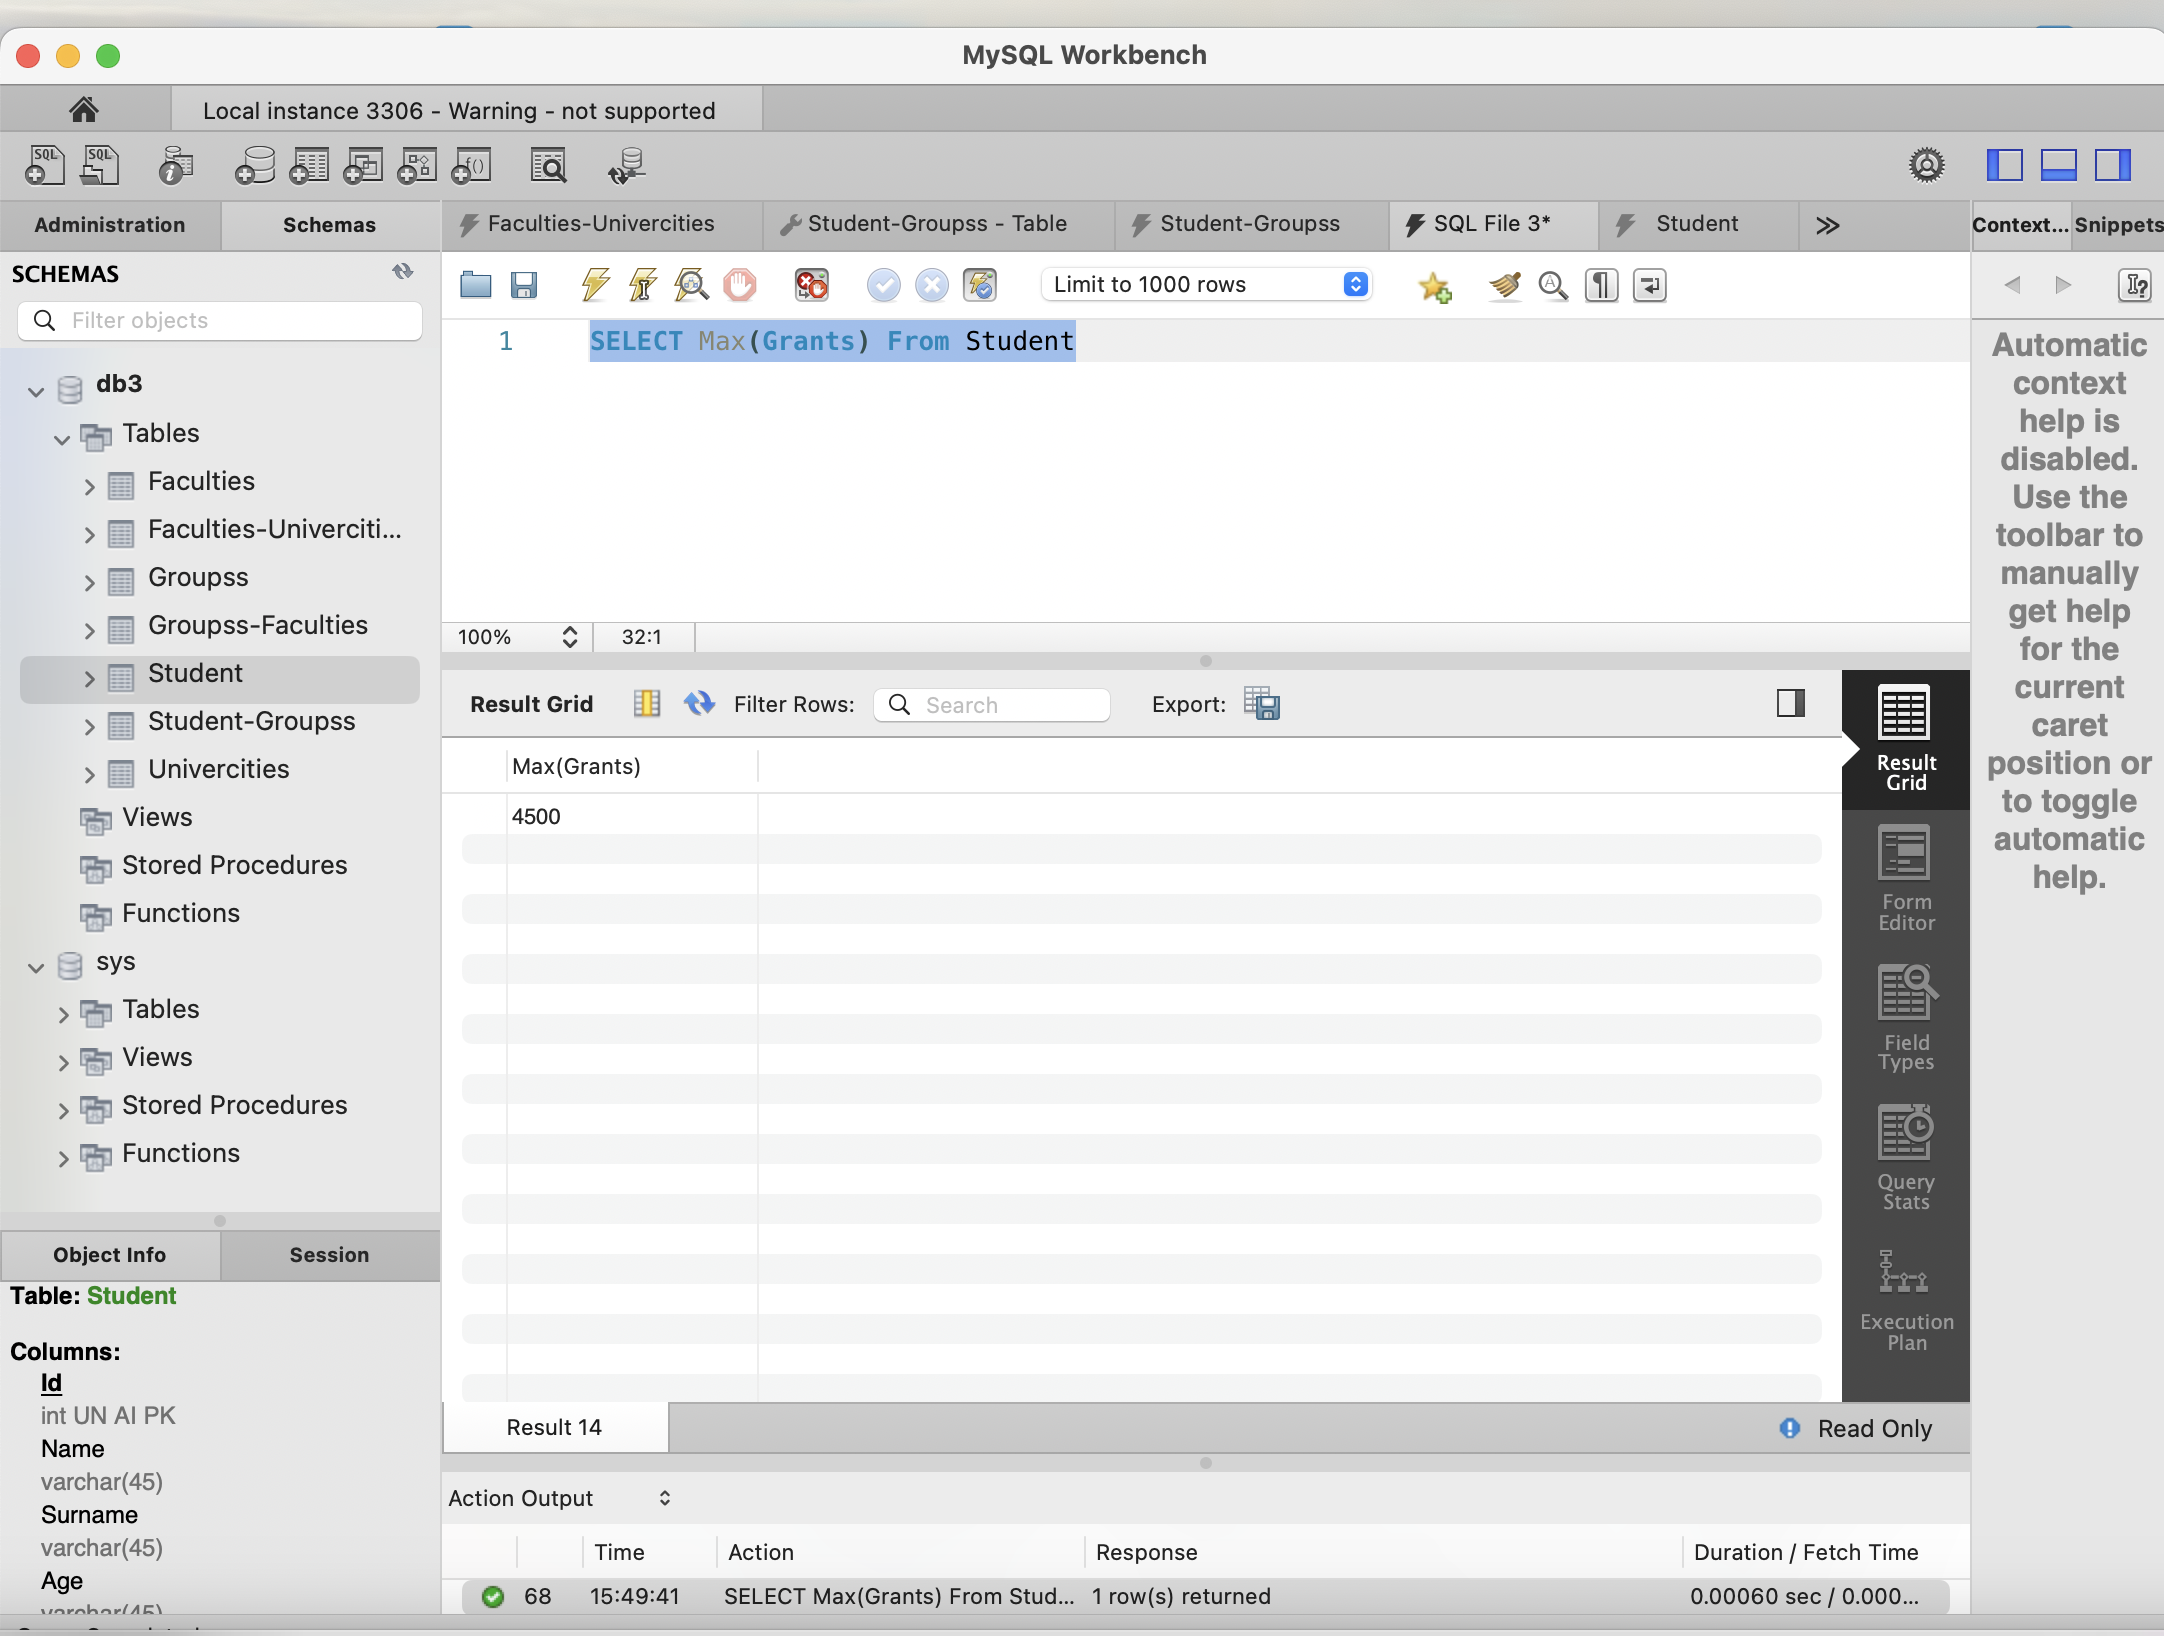 MySQL Workbench
Local instance 3306 - Warning - not supported
Administration
Schemas
Faculties-Univercities
Student-Groupss - Table
Student-Groupss
SQL File 3*
Student
Context...
Snippets
SCHEMAS
Filter objects
Limit to 1000 rows
1 SELECT Max(Grants) From Student
db3
Tables
Faculties
Faculties-Univerciti...
Groupss
Groupss-Faculties
Student
Student-Groupss
Univercities
Views
Stored Procedures
Functions
sys
Tables
Views
Stored Procedures
Functions
100%
32:1
Result Grid
Filter Rows:
Search
Export:
Max(Grants)
4500
Result
Grid
Form
Editor
Field
Types
Query
Stats
Execution
Plan
Automatic
context
help is
disabled.
Use the
toolbar to
manually
get help
for the
current
caret
position or
to toggle
automatic
help.
Object Info
Session
Table: Student
Columns:
Id
int UN AI PK
Name
varchar(45)
Surname
varchar(45)
Age
varchar(45)
Result 14
Read Only
Action Output
Time
Action
Response
Duration / Fetch Time
68
15:49:41
SELECT Max(Grants) From Stud...
1 row(s) returned
0.00060 sec / 0.000...